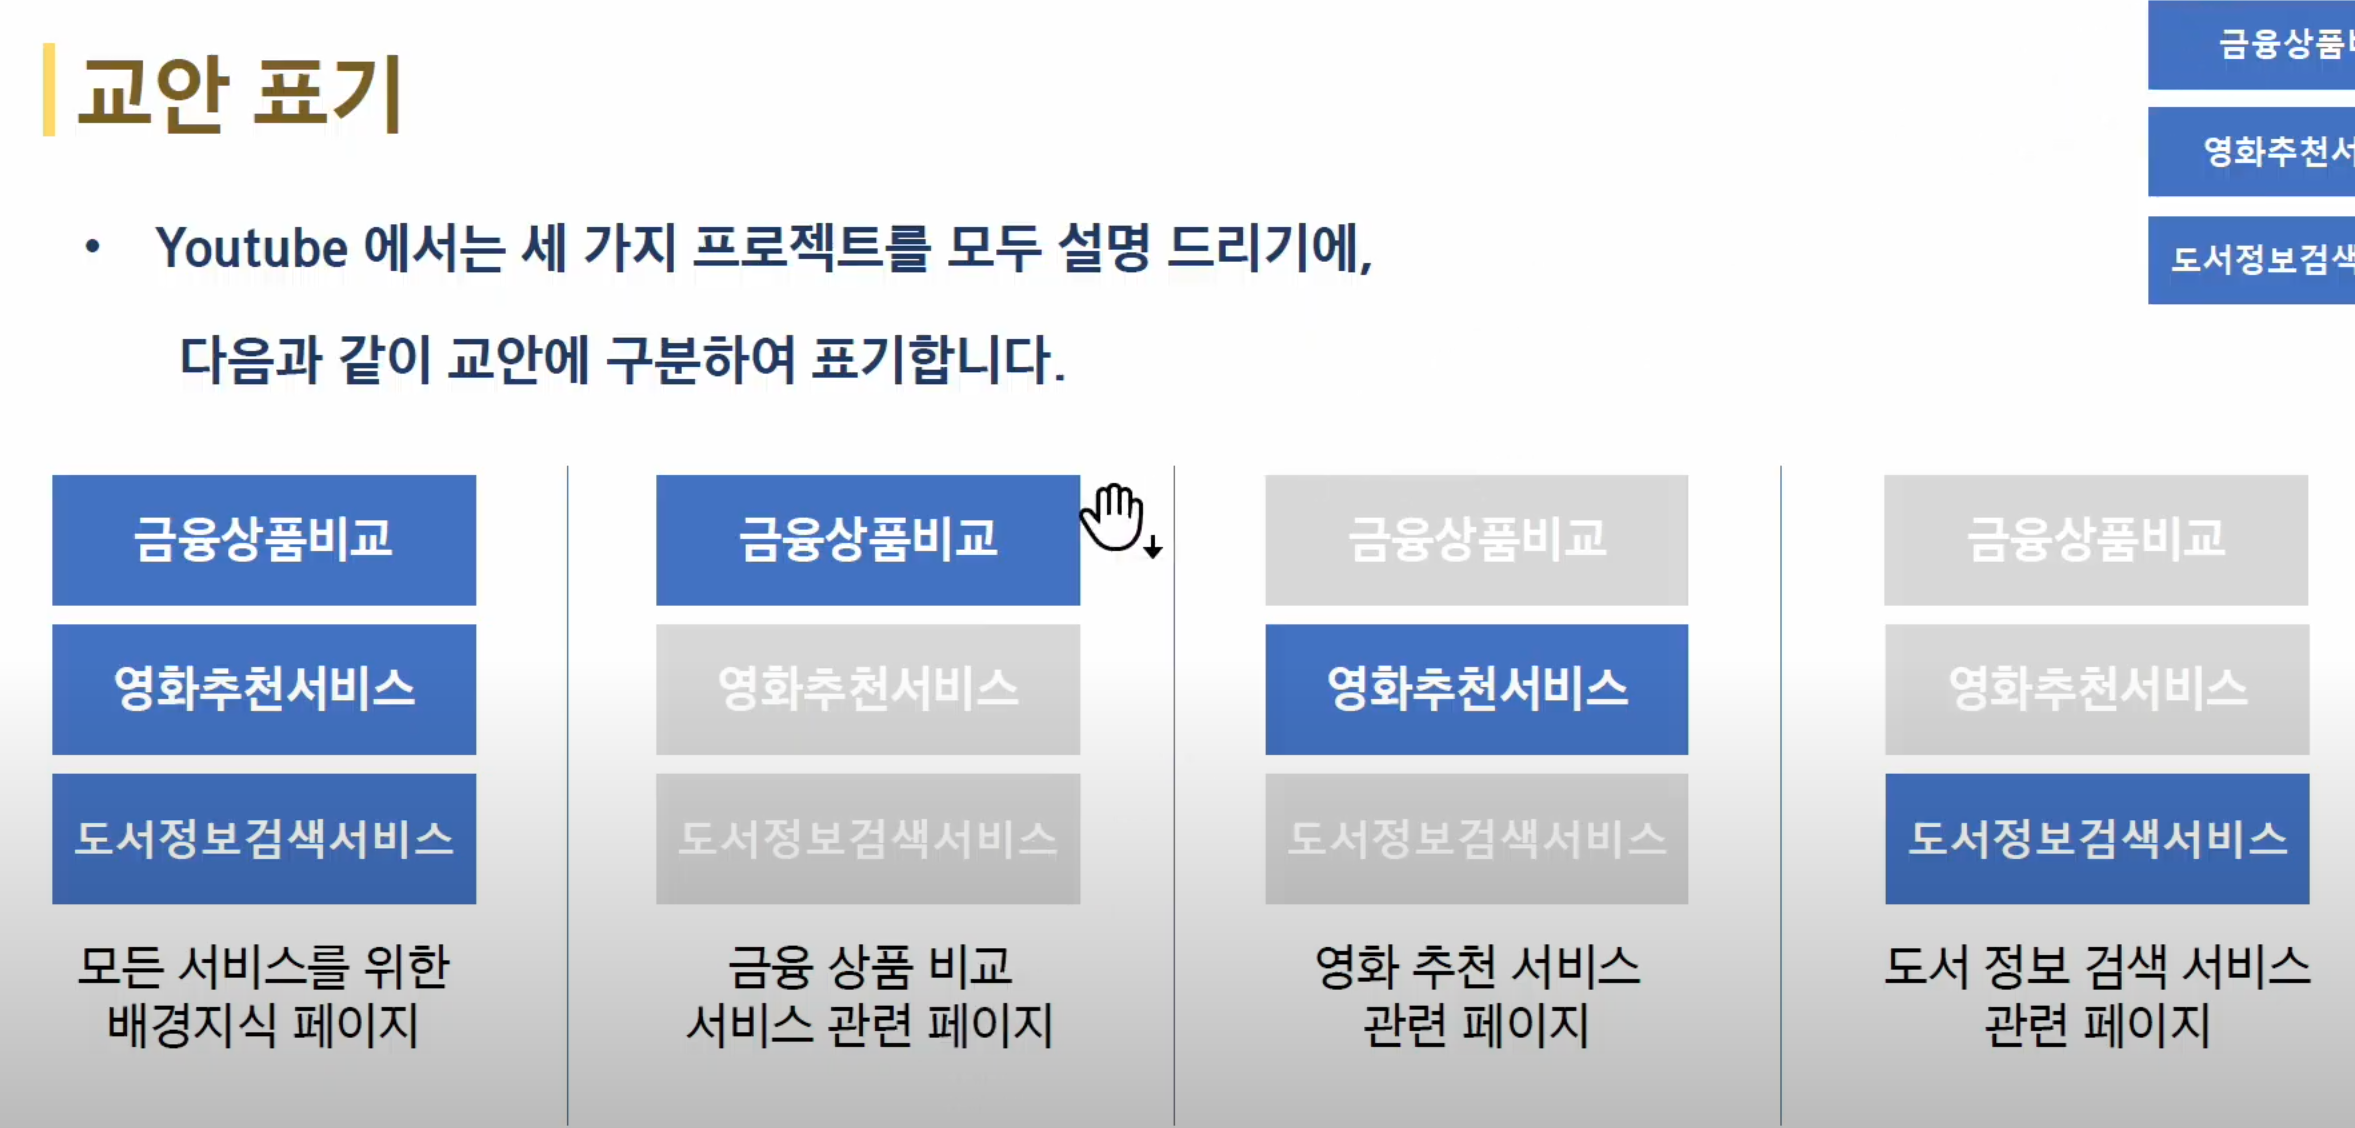 교안 표기
금융상품
영화추천서
도서정보검색
• Youtube 에서는 세 가지 프로젝트를 모두 설명 드리기에,
다음과 같이 교안에 구분하여 표기합니다.
금융상품비교
영화추천서비스
도서정보검색서비스
모든 서비스를 위한
배경지식 페이지
금융상품비교
영화추천서비스
도서정보검색서비스
금융 상품 비교
서비스 관련 페이지
금융상품비교
영화추천서비스
도서정보검색서비스
영화 추천 서비스
관련 페이지
금융상품비교
영화추천서비스
도서정보검색서비스
도서 정보 검색 서비스
관련 페이지